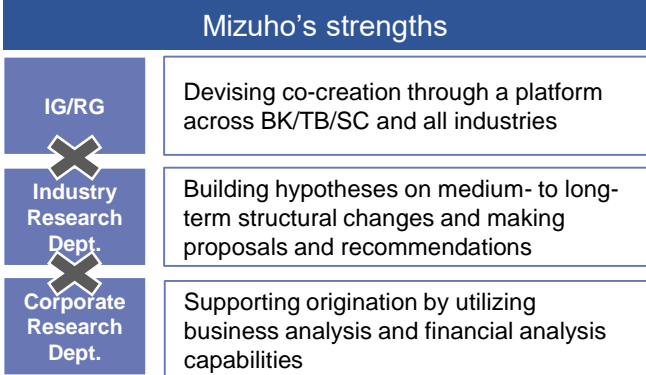 Mizuho's strengths
IG/RG
Devising co-creation through a platform
across BK/TB/SC and all industries
Industry
Research
Dept.
Building hypotheses on medium- to long-
term structural changes and making
proposals and recommendations
Corporate
Research
Dept.
Supporting origination by utilizing
business analysis and financial analysis
capabilities